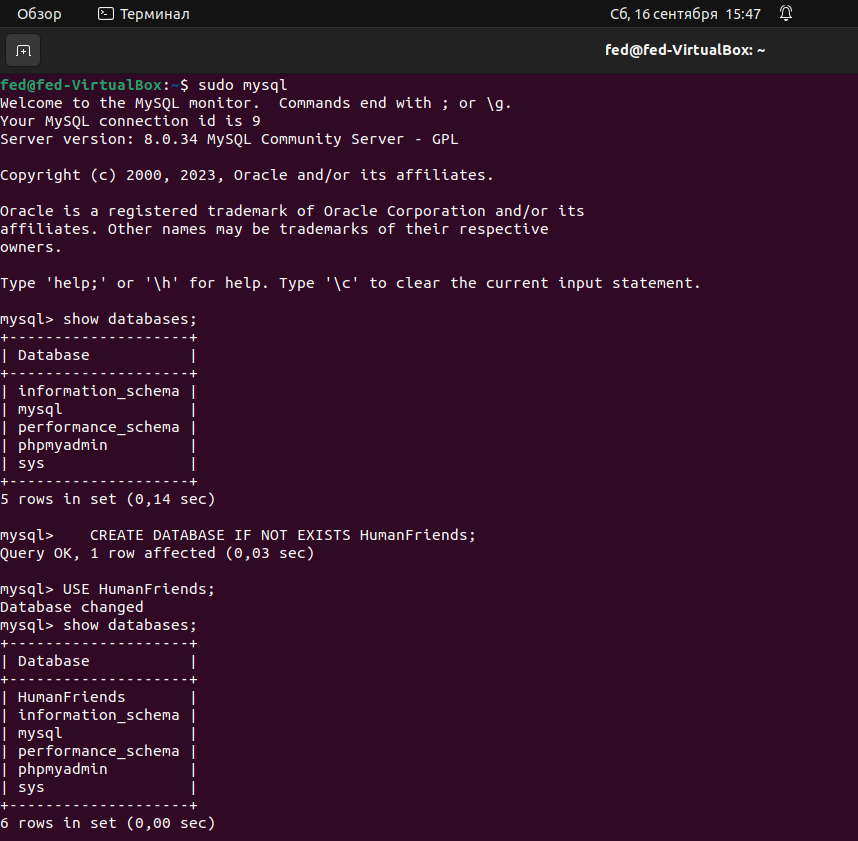 Обзор Терминал Сб, 16 сентября 15:47
fed@fed-VirtualBox: ~
fed@fed-VirtualBox:~$ sudo mysql
Welcome to the MySQL monitor.  Commands end with ; or \g.
Your MySQL connection id is 9
Server version: 8.0.34 MySQL Community Server - GPL

Copyright (c) 2000, 2023, Oracle and/or its affiliates.

Oracle is a registered trademark of Oracle Corporation and/or its
affiliates. Other names may be trademarks of their respective
owners.

Type 'help;' or '\h' for help. Type '\c' to clear the current input statement.

mysql> show databases;
+--------------------+
| Database           |
+--------------------+
| information_schema |
| mysql              |
| performance_schema |
| phpmyadmin         |
| sys                |
+--------------------+
5 rows in set (0,14 sec)

mysql>    CREATE DATABASE IF NOT EXISTS HumanFriends;
Query OK, 1 row affected (0,03 sec)

mysql> USE HumanFriends;
Database changed
mysql> show databases;
+--------------------+
| Database           |
+--------------------+
| HumanFriends       |
| information_schema |
| mysql              |
| performance_schema |
| phpmyadmin         |
| sys                |
+--------------------+
6 rows in set (0,00 sec)